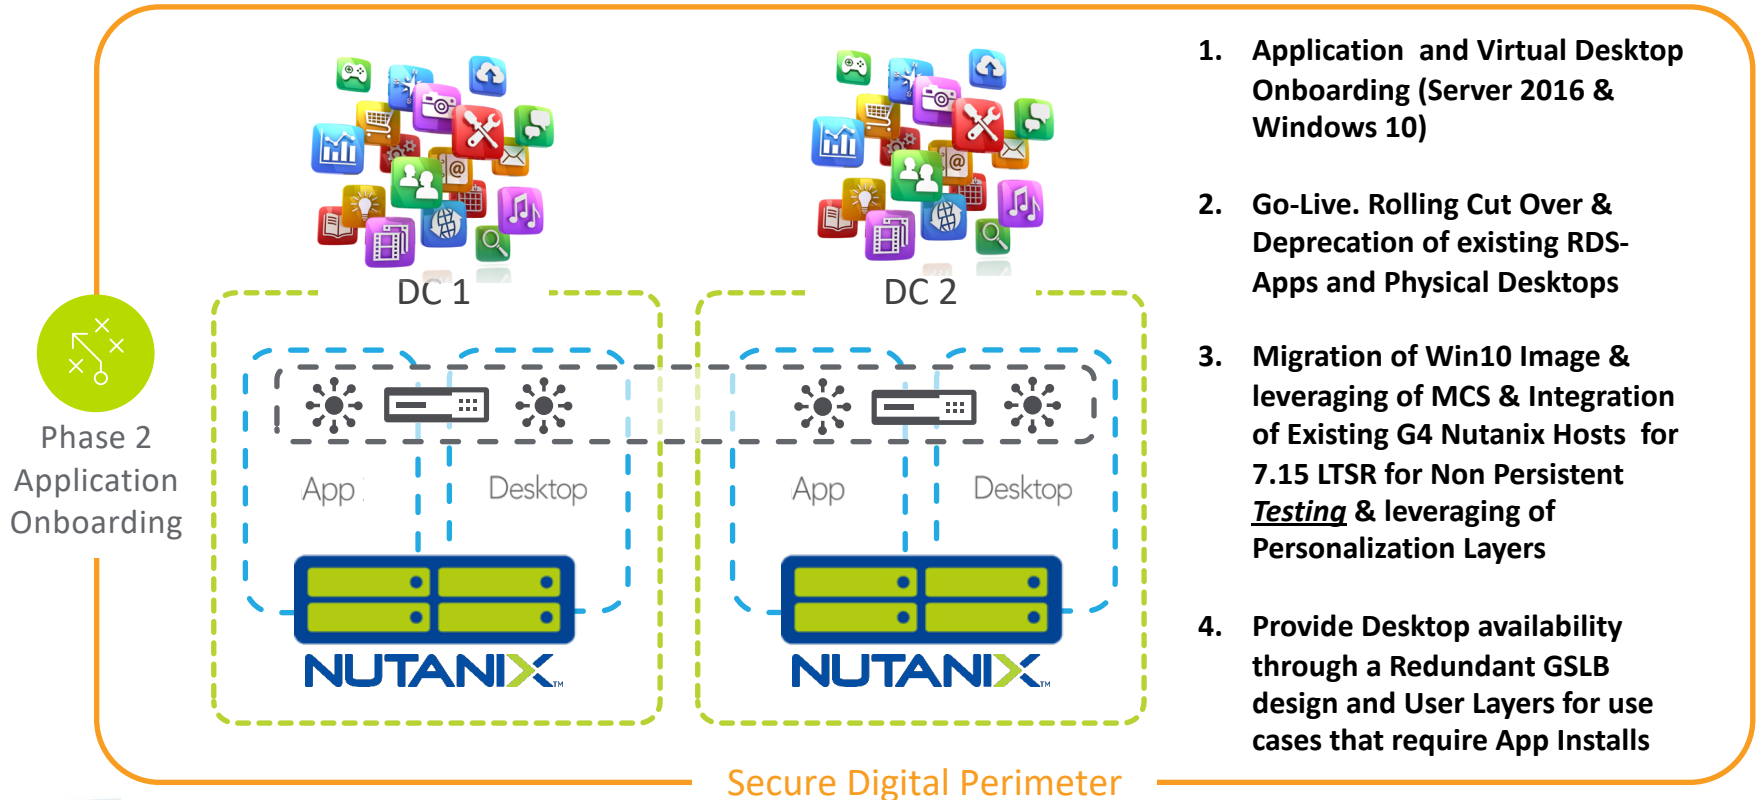 Phase 2
Application
Onboarding
DC 1
DC 2
App
Desktop
App
Desktop
NUTANIX™
NUTANIX™
1. Application and Virtual Desktop
Onboarding (Server 2016 &
Windows 10)
2. Go-Live. Rolling Cut Over &
Deprecation of existing RDS-
Apps and Physical Desktops
3. Migration of Win10 Image &
leveraging of MCS & Integration
of Existing G4 Nutanix Hosts for
7.15 LTSR for Non Persistent
Testing & leveraging of
Personalization Layers
4. Provide Desktop availability
through a Redundant GSLB
design and User Layers for use
cases that require App Installs
Secure Digital Perimeter